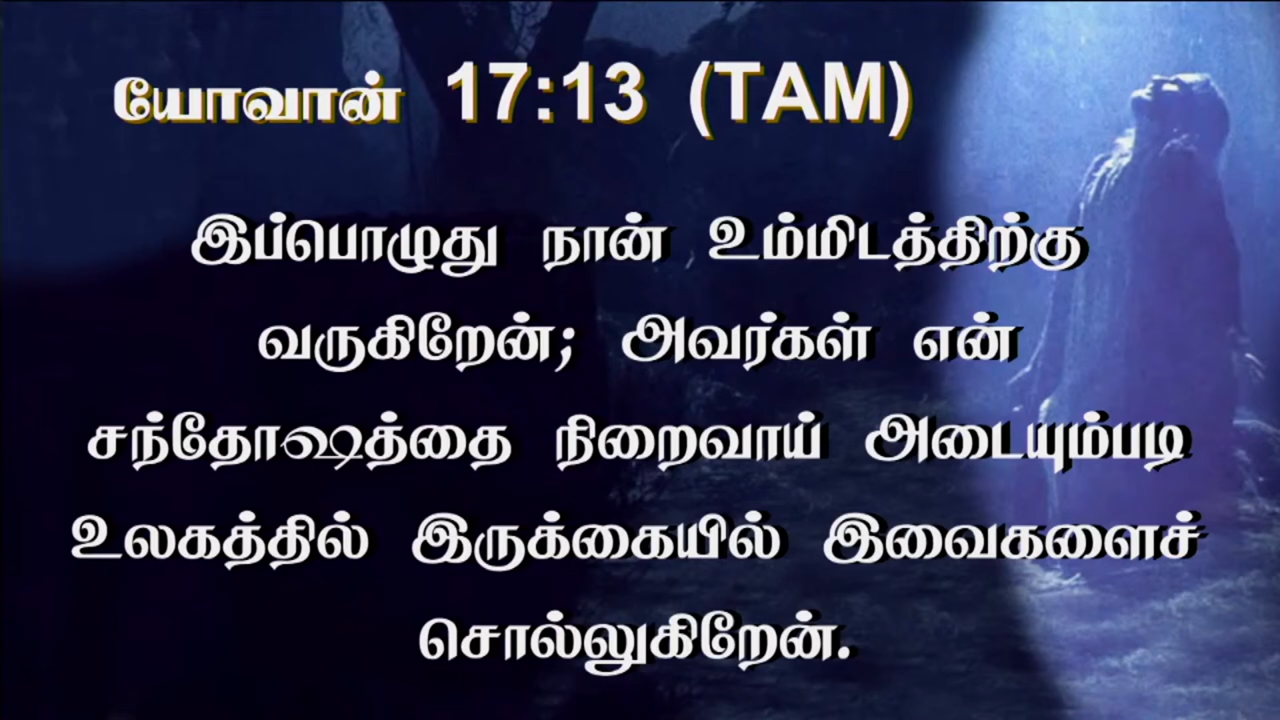 யோவான் 17:13 (TAM)
இப்பொழுது நான் உம்மிடத்திற்கு
வருகிறேன்; அவர்கள் என்
சந்தோஷத்தை நிறைவாய் அடையும்படி
உலகத்தில் இருக்கையில் இவைகளைச்
சொல்லுகிறேன்.